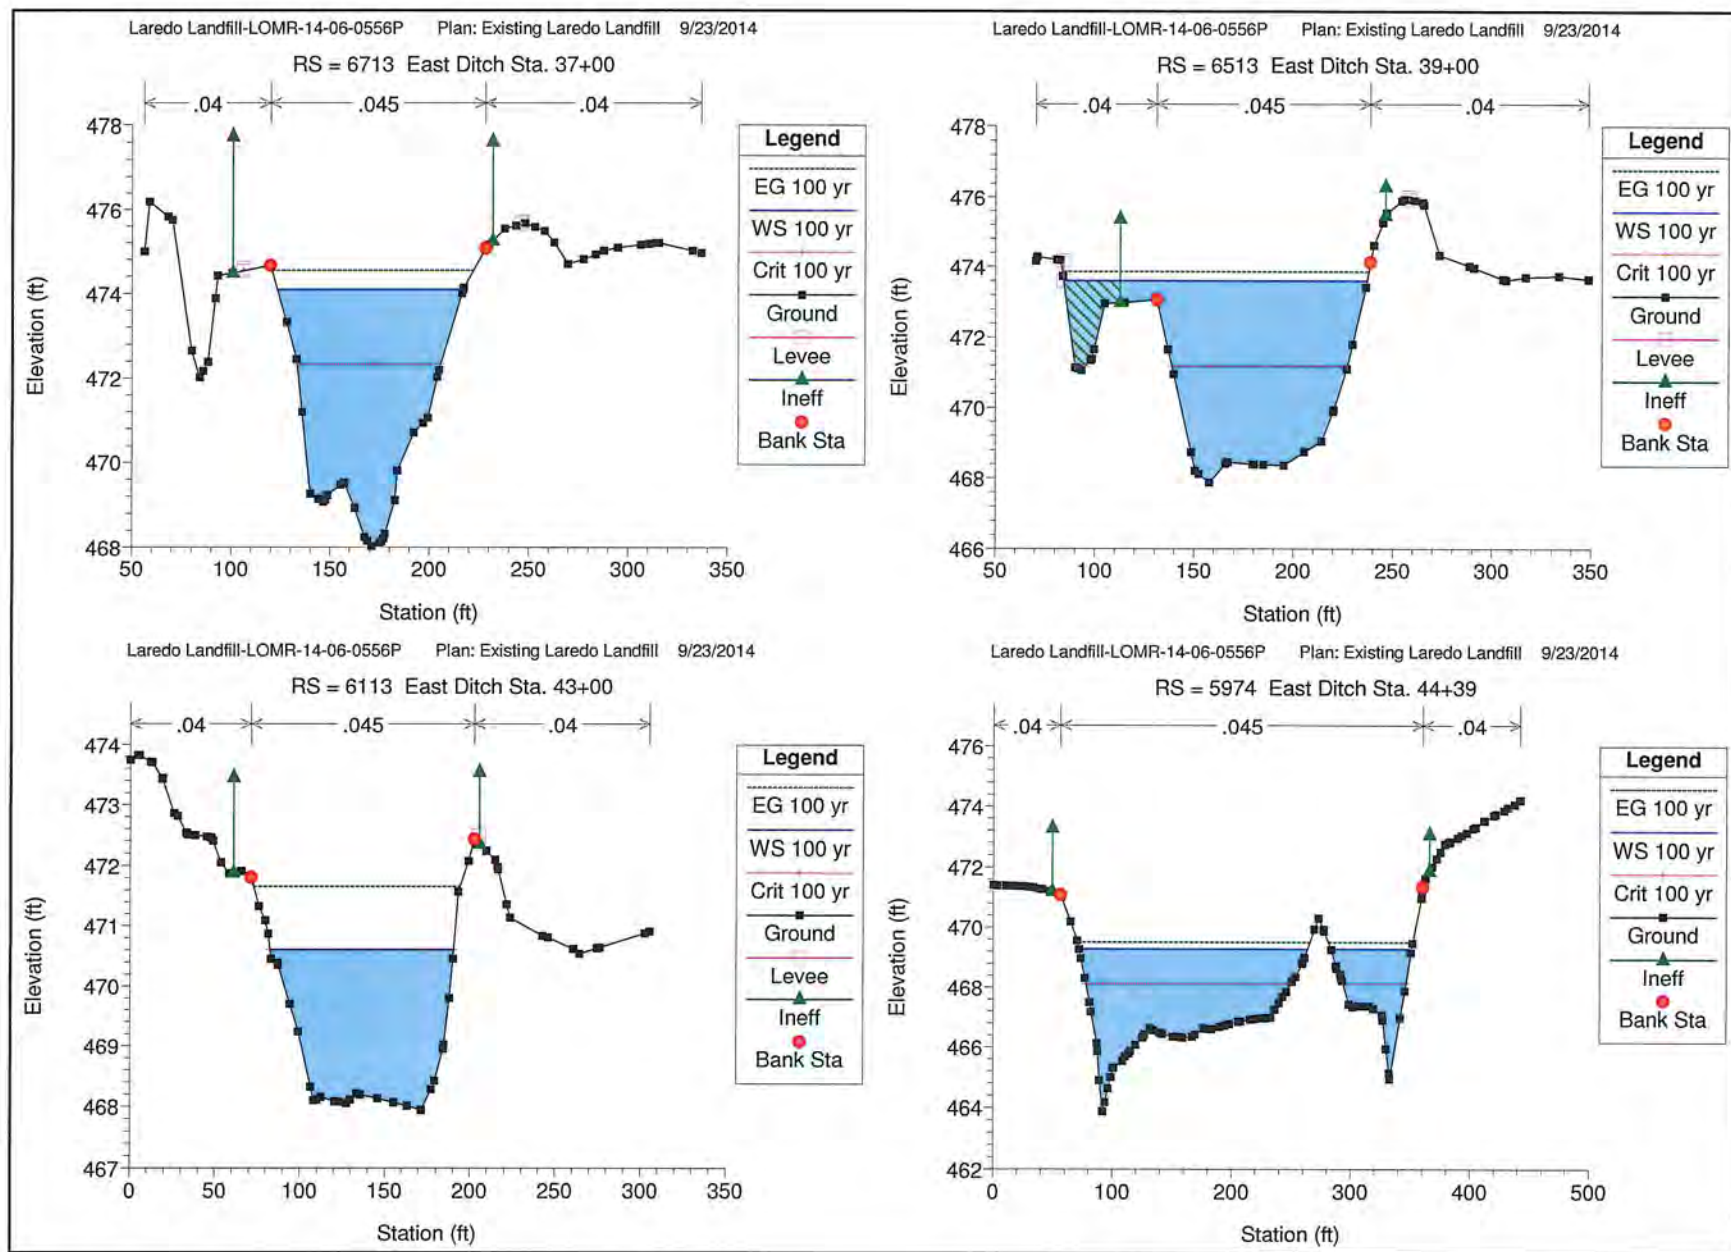 Laredo Landfill-LOMR-14-06-0556P Plan: Existing Laredo Landfill 9/23/2014
RS = 6713 East Ditch Sta. 37+00
.04 .045 .04
478
476
474
472
470
468
Elevation (ft)
50 100 150 200 250 300 350
Station (ft)
Legend
EG 100 yr
WS 100 yr
Crit 100 yr
Ground
Levee
Ineff
Bank Sta
Laredo Landfill-LOMR-14-06-0556P Plan: Existing Laredo Landfill 9/23/2014
RS = 6513 East Ditch Sta. 39+00
.04 .045 .04
478
476
474
472
470
468
466
Elevation (ft)
50 100 150 200 250 300 350
Station (ft)
Legend
EG 100 yr
WS 100 yr
Crit 100 yr
Ground
Levee
Ineff
Bank Sta
Laredo Landfill-LOMR-14-06-0556P Plan: Existing Laredo Landfill 9/23/2014
RS = 6113 East Ditch Sta. 43+00
.04 .045 .04
474
473
472
471
470
469
468
467
Elevation (ft)
0 50 100 150 200 250 300 350
Station (ft)
Legend
EG 100 yr
WS 100 yr
Crit 100 yr
Ground
Levee
Ineff
Bank Sta
Laredo Landfill-LOMR-14-06-0556P Plan: Existing Laredo Landfill 9/23/2014
RS = 5974 East Ditch Sta. 44+39
.04 .045 .04
476
474
472
470
468
466
464
462
Elevation (ft)
0 100 200 300 400 500
Station (ft)
Legend
EG 100 yr
WS 100 yr
Crit 100 yr
Ground
Ineff
Bank Sta